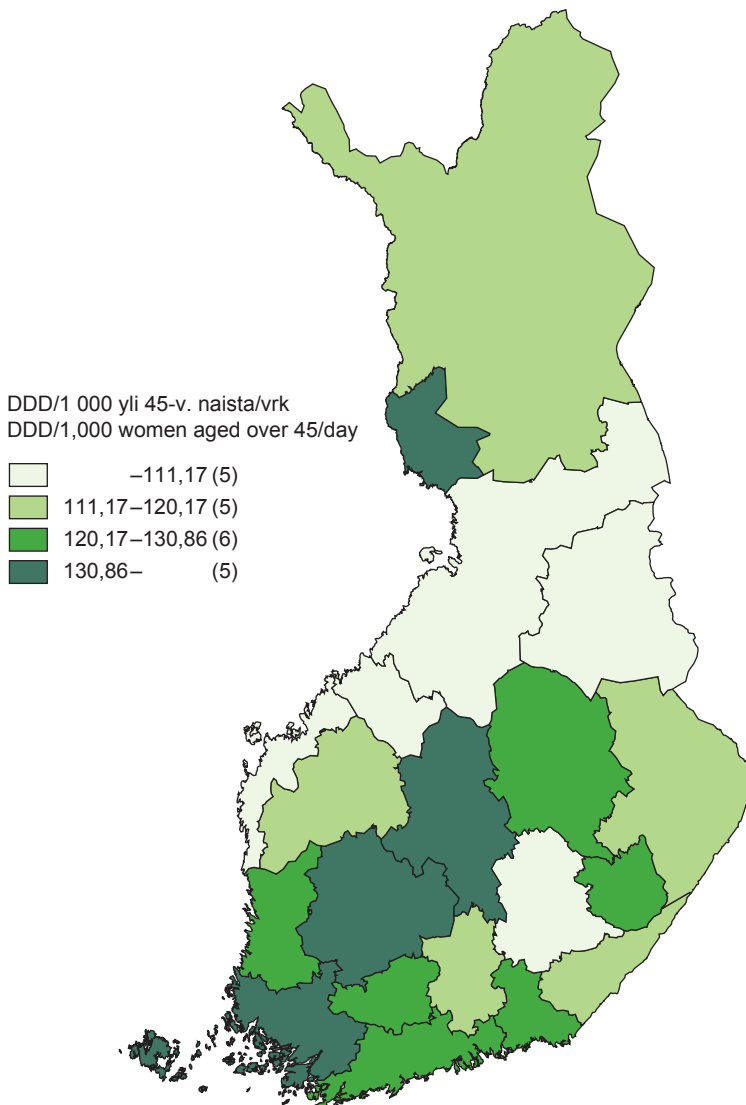 DDD/1 000 yli 45-v. naista/vrk
DDD/1,000 women aged over 45/day
–111,17 (5)
111,17–120,17 (5)
120,17–130,86 (6)
130,86– (5)